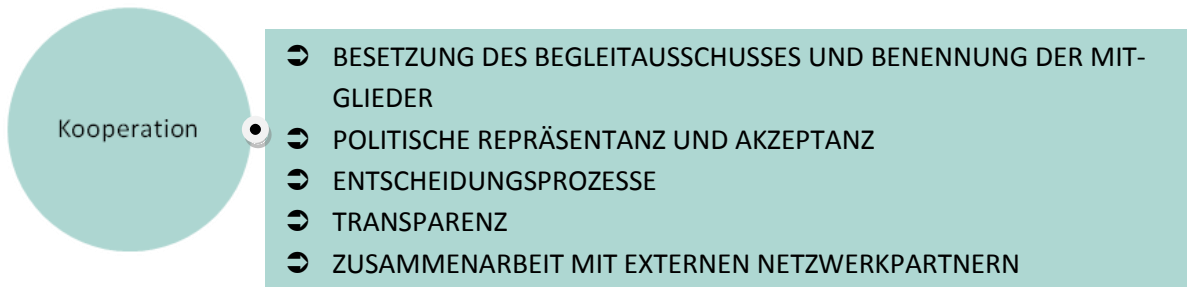 Kooperation
➲ BESETZUNG DES BEGLEITAUSSCHUSSES UND BENENNUNG DER MIT-
GLIEDER
➲ POLITISCHE REPRÄSENTANZ UND AKZEPTANZ
➲ ENTSCHEIDUNGSPROZESSE
➲ TRANSPARENZ
➲ ZUSAMMENARBEIT MIT EXTERNEN NETZWERKPARTNERN